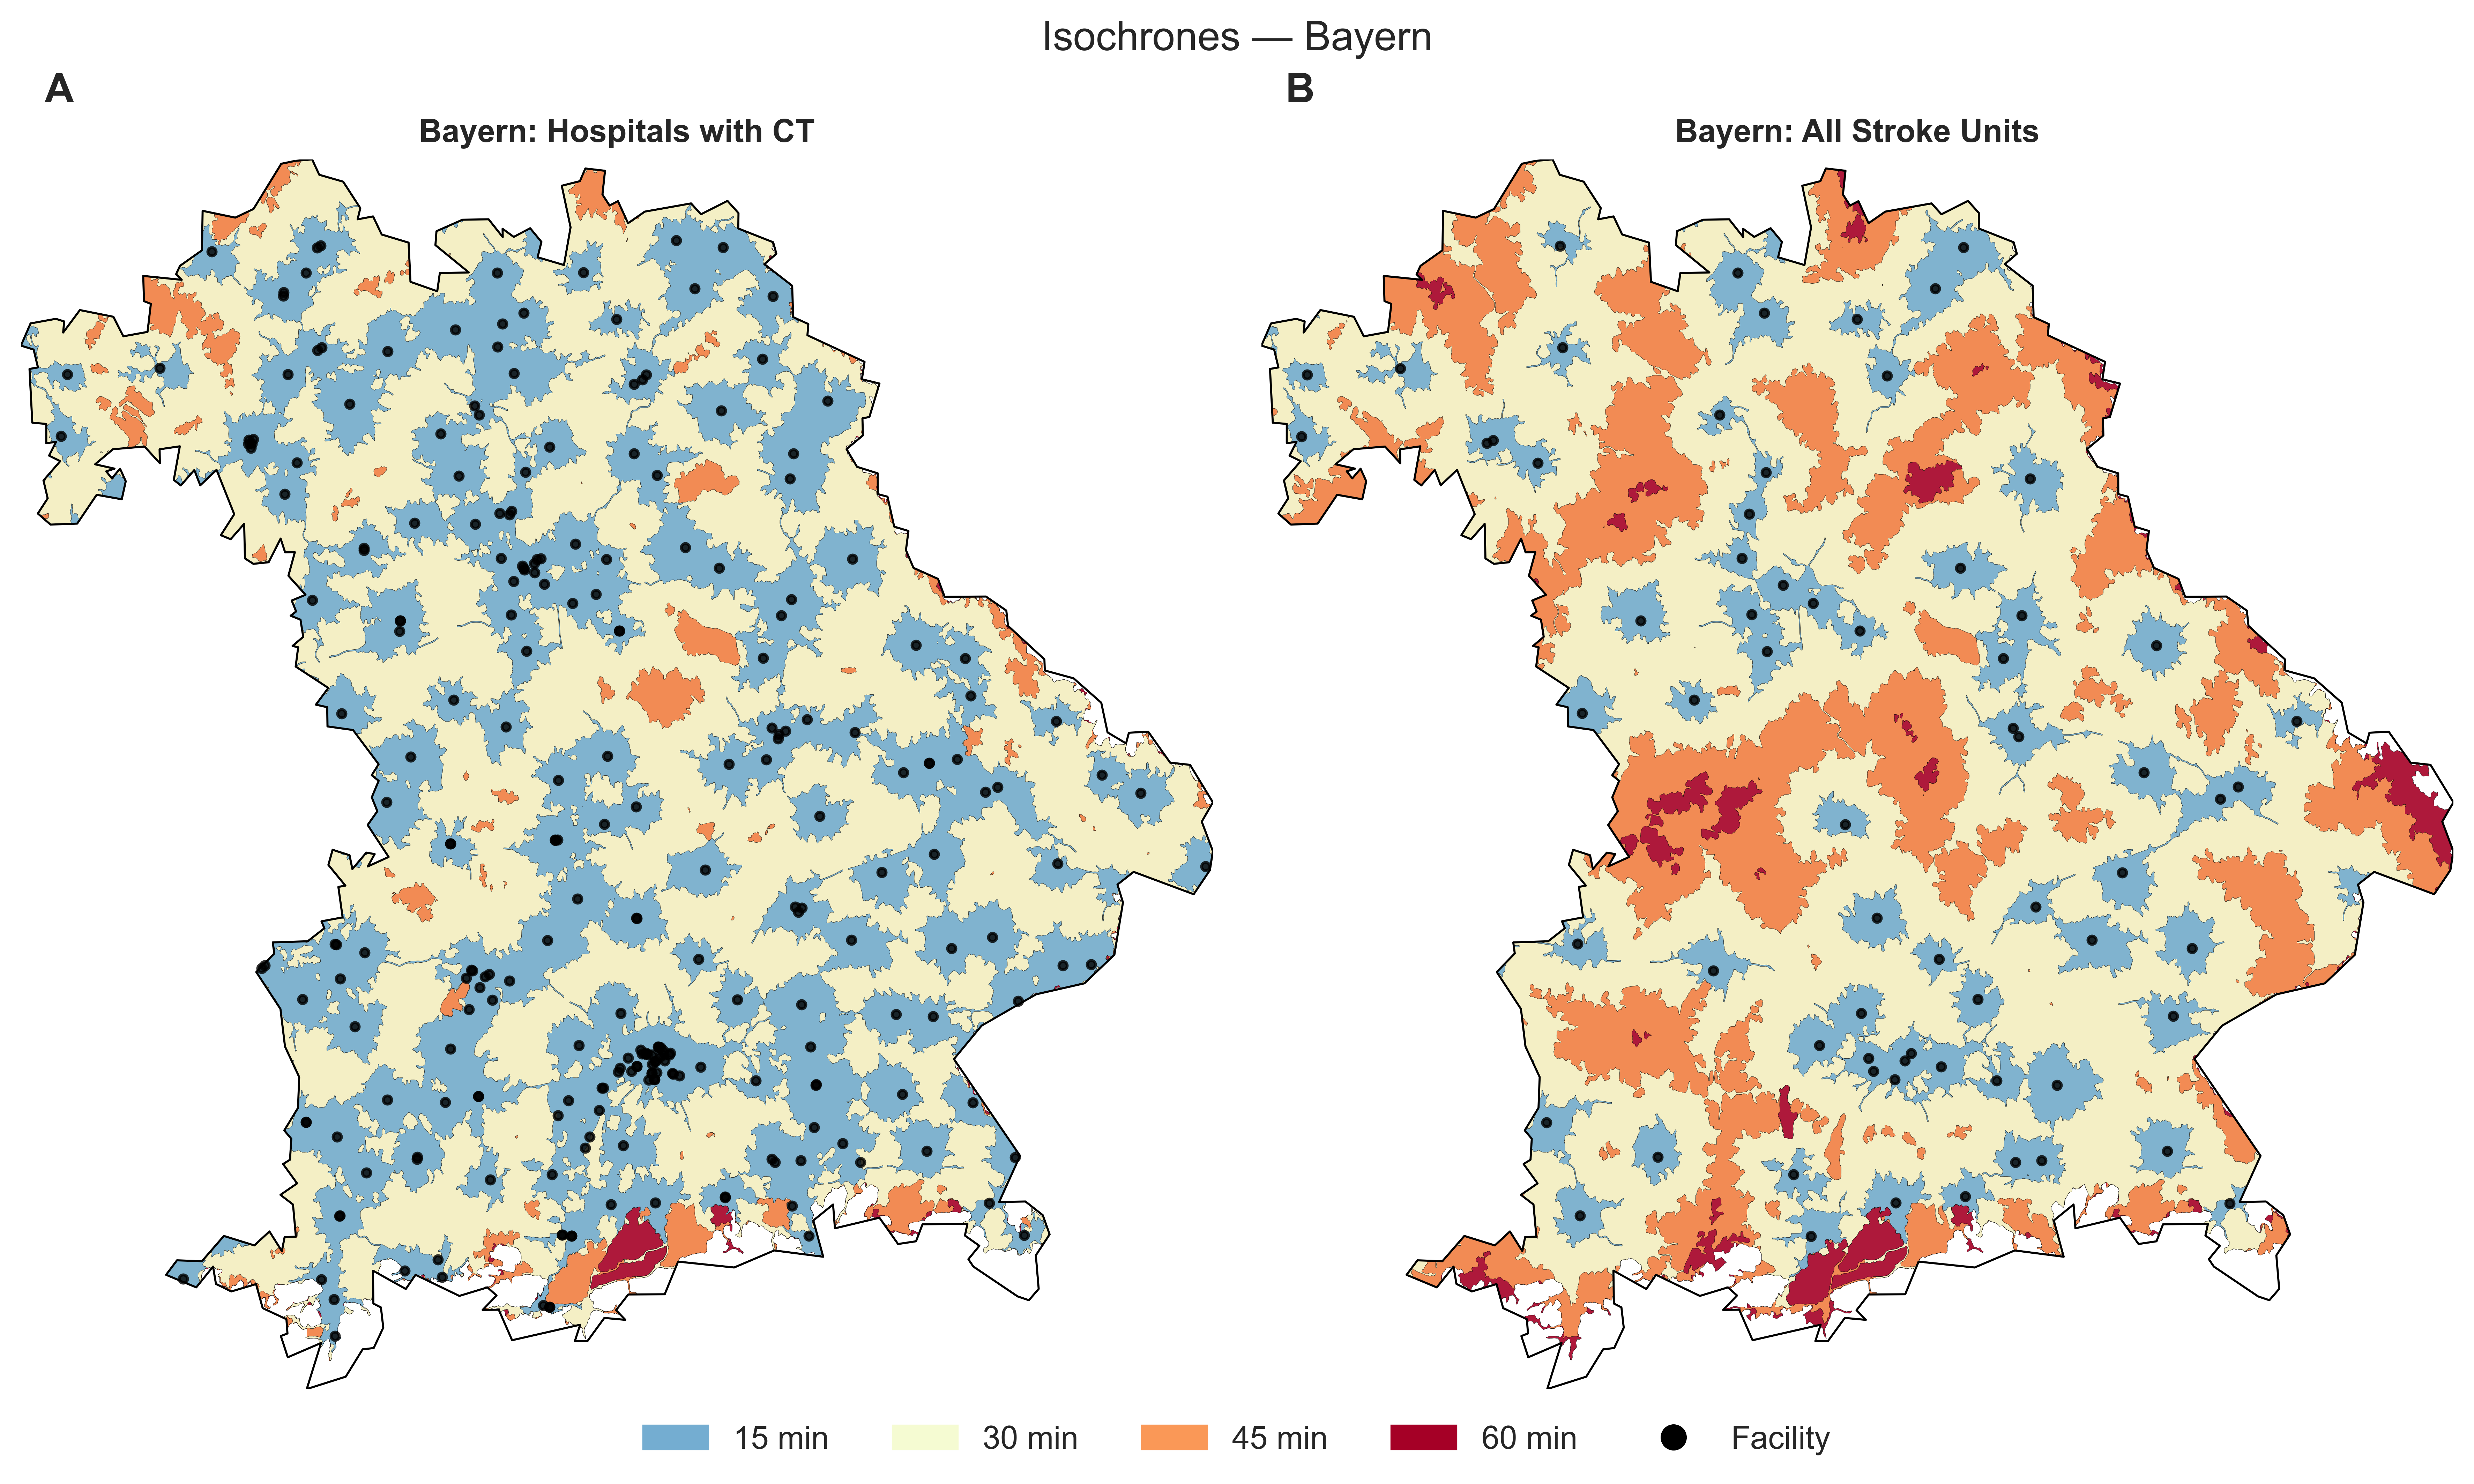 Isochrones — Bayern
A
B
Bayern: Hospitals with CT
Bayern: All Stroke Units
15 min
30 min
45 min
60 min
Facility